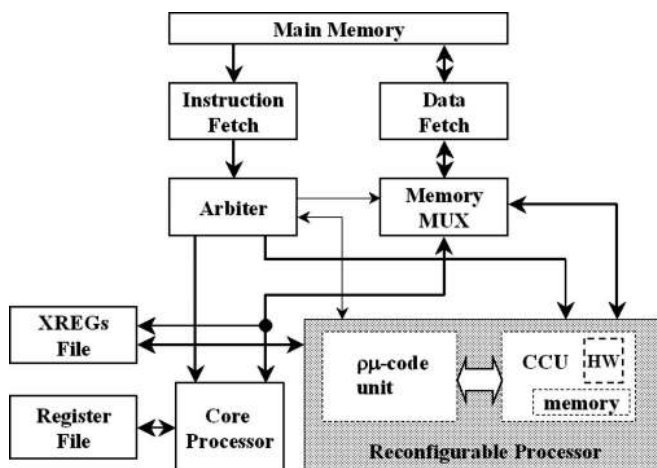 Main Memory
Instruction
Fetch
Data
Fetch
Arbiter
Memory
MUX
XREGs
File
ρμ-code
unit
CCU
HW
memory
Register
File
Core
Processor
Reconfigurable Processor